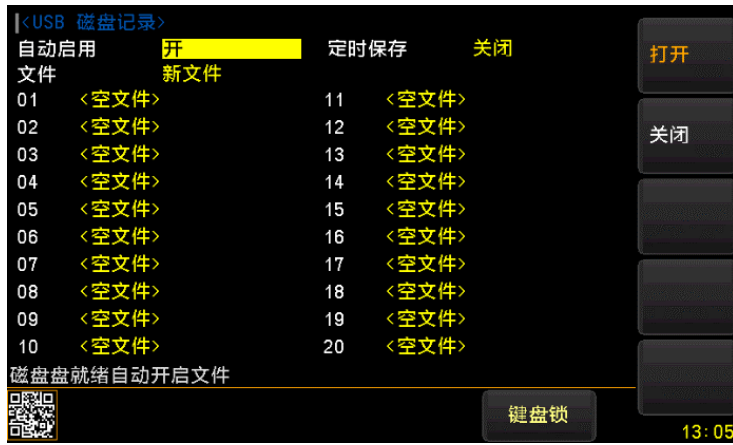 <USB 磁盘记录>
自动启用 开 定时保存 关闭
文件 新文件
01 <空文件> 11 <空文件>
02 <空文件> 12 <空文件>
03 <空文件> 13 <空文件>
04 <空文件> 14 <空文件>
05 <空文件> 15 <空文件>
06 <空文件> 16 <空文件>
07 <空文件> 17 <空文件>
08 <空文件> 18 <空文件>
09 <空文件> 19 <空文件>
10 <空文件> 20 <空文件>
磁盘盘就绪自动开启文件
打开
关闭
键盘锁
13:05